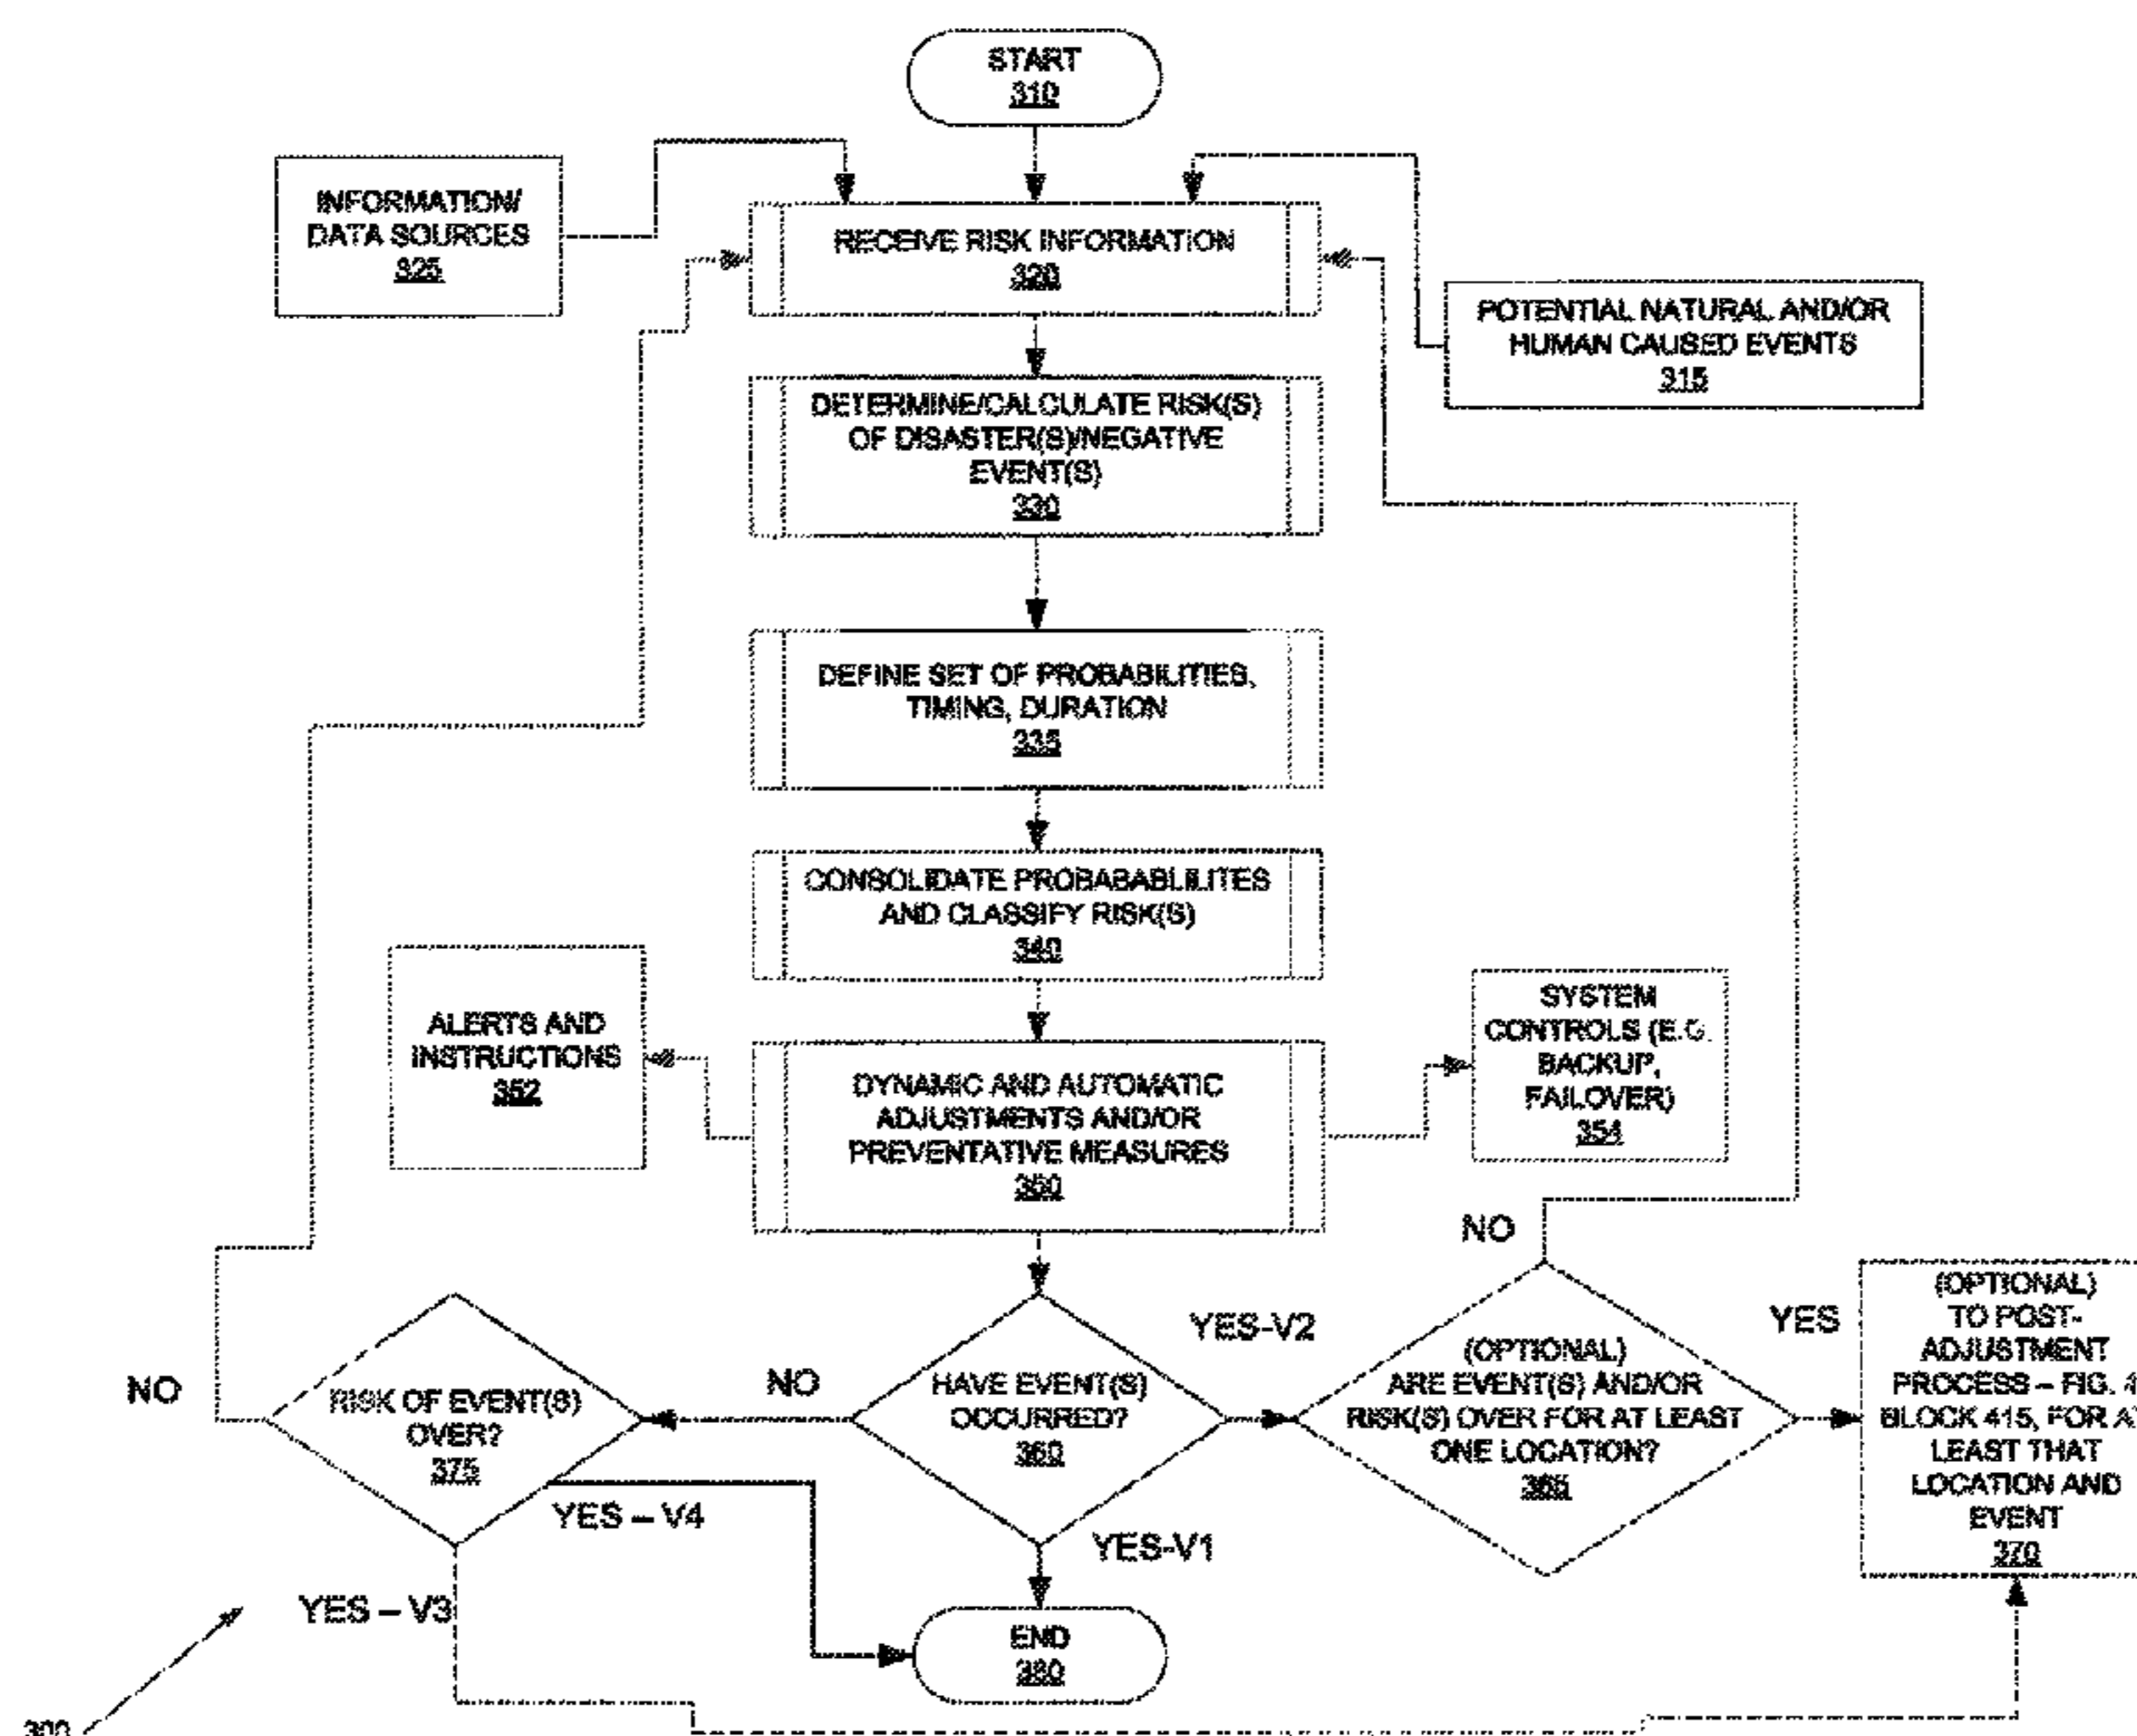 START
310
INFORMATION/
DATA SOURCES
325
RECEIVE RISK INFORMATION
320
POTENTIAL NATURAL AND/OR
HUMAN CAUSED EVENTS
315
DETERMINE/CALCULATE RISK(S)
OF DISASTER(S)/NEGATIVE
EVENT(S)
330
DEFINE SET OF PROBABILITIES,
TIMING, DURATION
335
CONSOLIDATE PROBABABLILITES
AND CLASSIFY RISK(S)
340
ALERTS AND
INSTRUCTIONS
352
DYNAMIC AND AUTOMATIC
ADJUSTMENTS AND/OR
PREVENTATIVE MEASURES
350
SYSTEM
CONTROLS (E.G.
BACKUP,
FAILOVER)
354
NO
RISK OF EVENT(S)
OVER?
375
NO
HAVE EVENT(S)
OCCURRED?
360
YES-V2
NO
(OPTIONAL)
ARE EVENT(S) AND/OR
RISK(S) OVER FOR AT LEAST
ONE LOCATION?
365
YES
(OPTIONAL)
TO POST-
ADJUSTMENT
PROCESS – FIG. 4
BLOCK 415, FOR AT
LEAST THAT
LOCATION AND
EVENT
370
YES – V4
YES-V1
YES – V3
END
380
300